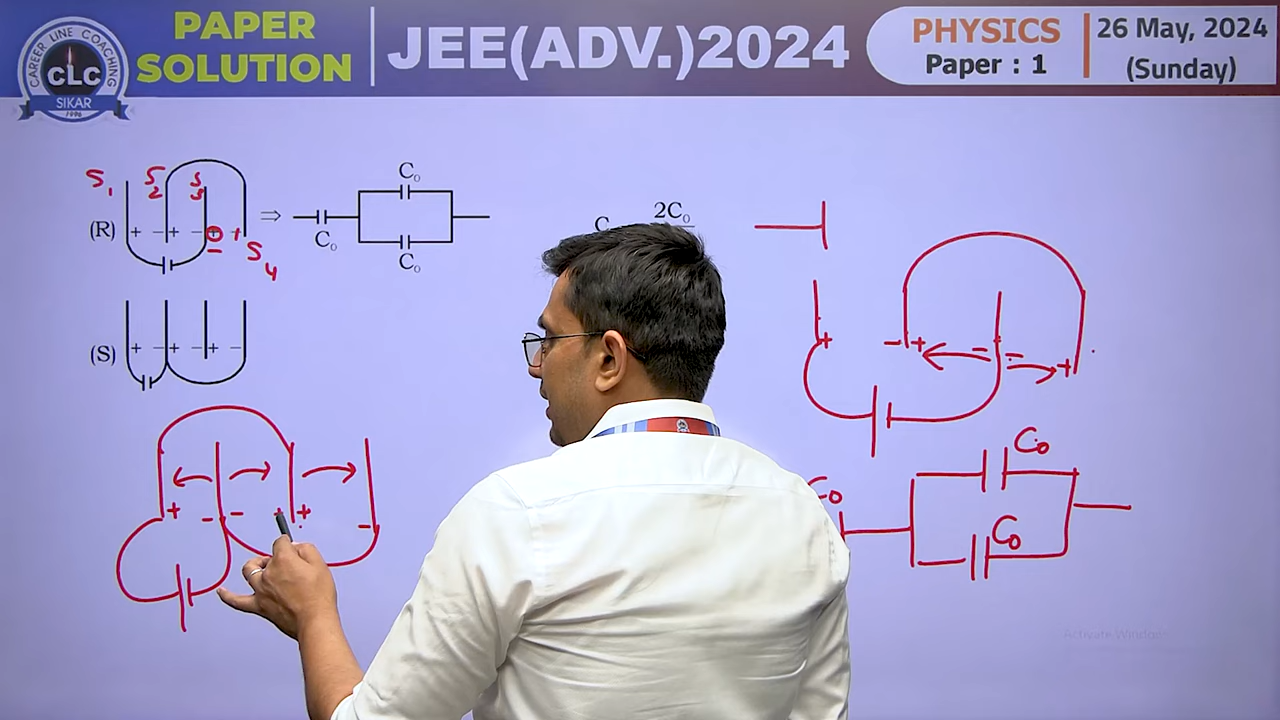 CAREER LINE COACHING
CLC
SIKAR
1996
PAPER
SOLUTION
JEE(ADV.)2024
PHYSICS
Paper : 1
26 May, 2024
(Sunday)
S₁ S₂ S₃
C₀
(R) + - + - + - + ⇒
C₀
C₀
S₄
C 2C₀
(S) + - + - + -
+ - + - - +
+ - - + + -
C₀
C₀
C₀
Activate Windows